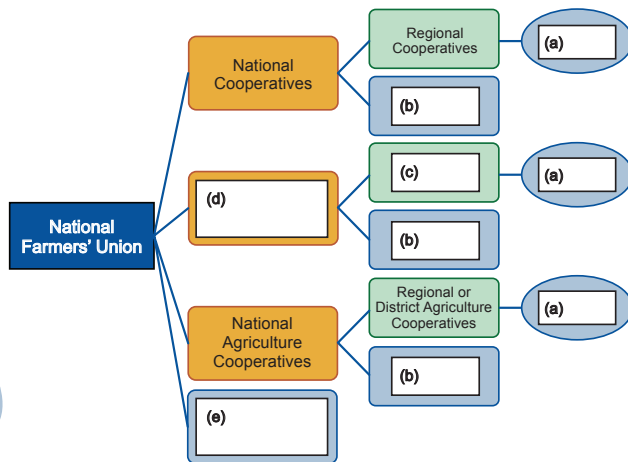 Regional
Cooperatives
(a)
National
Cooperatives
(b)
(c)
(a)
(d)
(b)
National
Farmers' Union
Regional or
District Agriculture
Cooperatives
(a)
National
Agriculture
Cooperatives
(b)
(e)